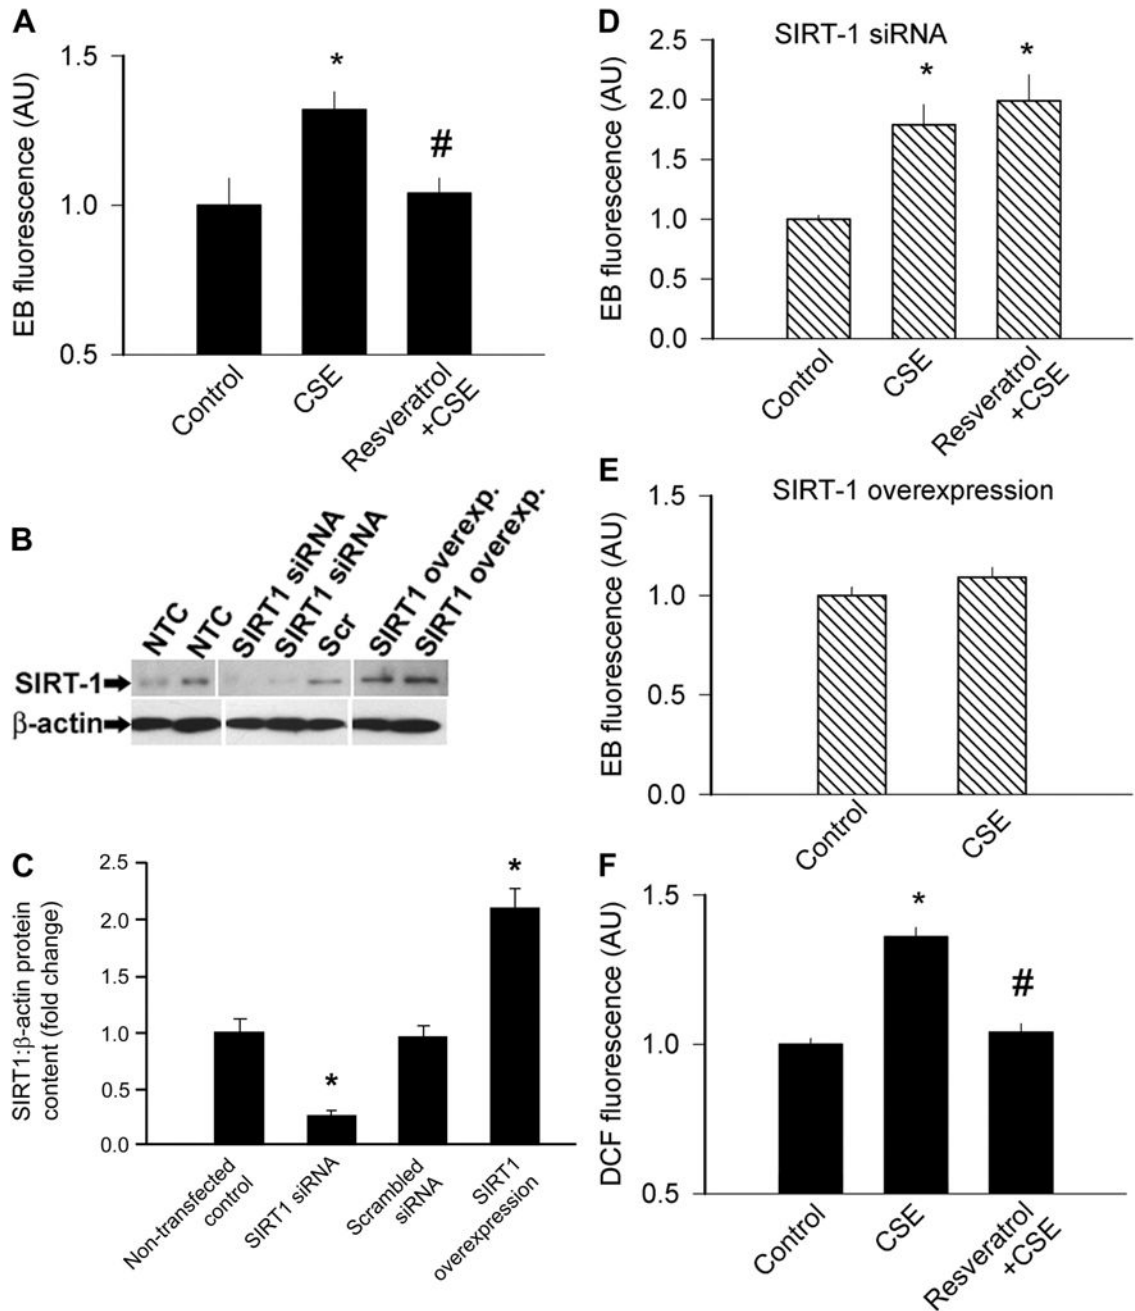 A
EB fluorescence (AU)
1.5
1.0
0.5
*
#
Control
CSE
Resveratrol
+CSE
B
NTC
NTC
SIRT1 siRNA
SIRT1 siRNA
Scr
SIRT1 overexp.
SIRT1 overexp.
SIRT-1
β-actin
C
SIRT1:β-actin protein
content (fold change)
2.5
2.0
1.5
1.0
0.5
0.0
*
*
Non-transfected
control
SIRT1 siRNA
Scrambled
siRNA
SIRT1
overexpression
D
SIRT-1 siRNA
EB fluorescence (AU)
2.5
2.0
1.5
1.0
0.5
0.0
*
*
Control
CSE
Resveratrol
+CSE
E
SIRT-1 overexpression
EB fluorescence (AU)
1.5
1.0
0.5
0.0
Control
CSE
F
DCF fluorescence (AU)
1.5
1.0
0.5
*
#
Control
CSE
Resveratrol
+CSE